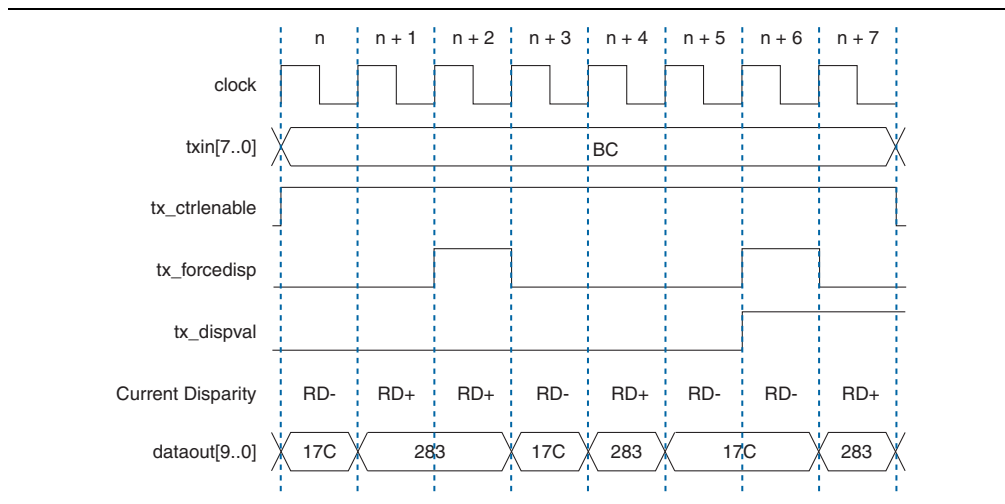 n n + 1 n + 2 n + 3 n + 4 n + 5 n + 6 n + 7
clock
txin[7..0] BC
tx_ctrlenable
tx_forcedisp
tx_dispval
Current Disparity RD- RD+ RD+ RD- RD+ RD- RD- RD+
dataout[9..0] 17C 283 17C 283 17C 283